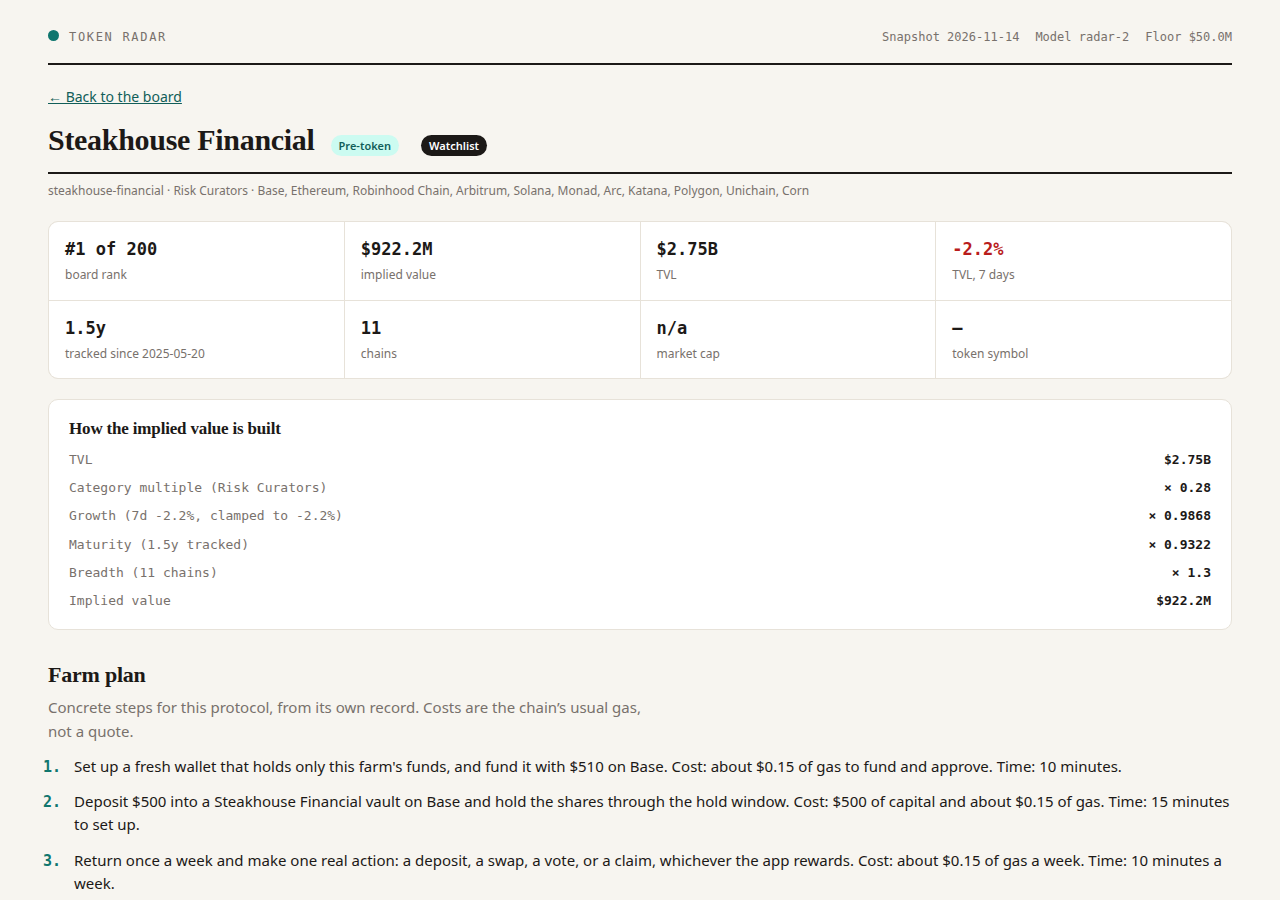 TOKEN RADAR
Snapshot 2026-11-14 Model radar-2 Floor $50.0M
← Back to the board
Steakhouse Financial Pre-token Watchlist
steakhouse-financial · Risk Curators · Base, Ethereum, Robinhood Chain, Arbitrum, Solana, Monad, Arc, Katana, Polygon, Unichain, Corn
#1 of 200
board rank
$922.2M
implied value
$2.75B
TVL
-2.2%
TVL, 7 days
1.5y
tracked since 2025-05-20
11
chains
n/a
market cap
—
token symbol
How the implied value is built
TVL $2.75B
Category multiple (Risk Curators) × 0.28
Growth (7d -2.2%, clamped to -2.2%) × 0.9868
Maturity (1.5y tracked) × 0.9322
Breadth (11 chains) × 1.3
Implied value $922.2M
Farm plan
Concrete steps for this protocol, from its own record. Costs are the chain's usual gas,
not a quote.
1. Set up a fresh wallet that holds only this farm's funds, and fund it with $510 on Base. Cost: about $0.15 of gas to fund and approve. Time: 10 minutes.
2. Deposit $500 into a Steakhouse Financial vault on Base and hold the shares through the hold window. Cost: $500 of capital and about $0.15 of gas. Time: 15 minutes
to set up.
3. Return once a week and make one real action: a deposit, a swap, a vote, or a claim, whichever the app rewards. Cost: about $0.15 of gas a week. Time: 10 minutes a
week.